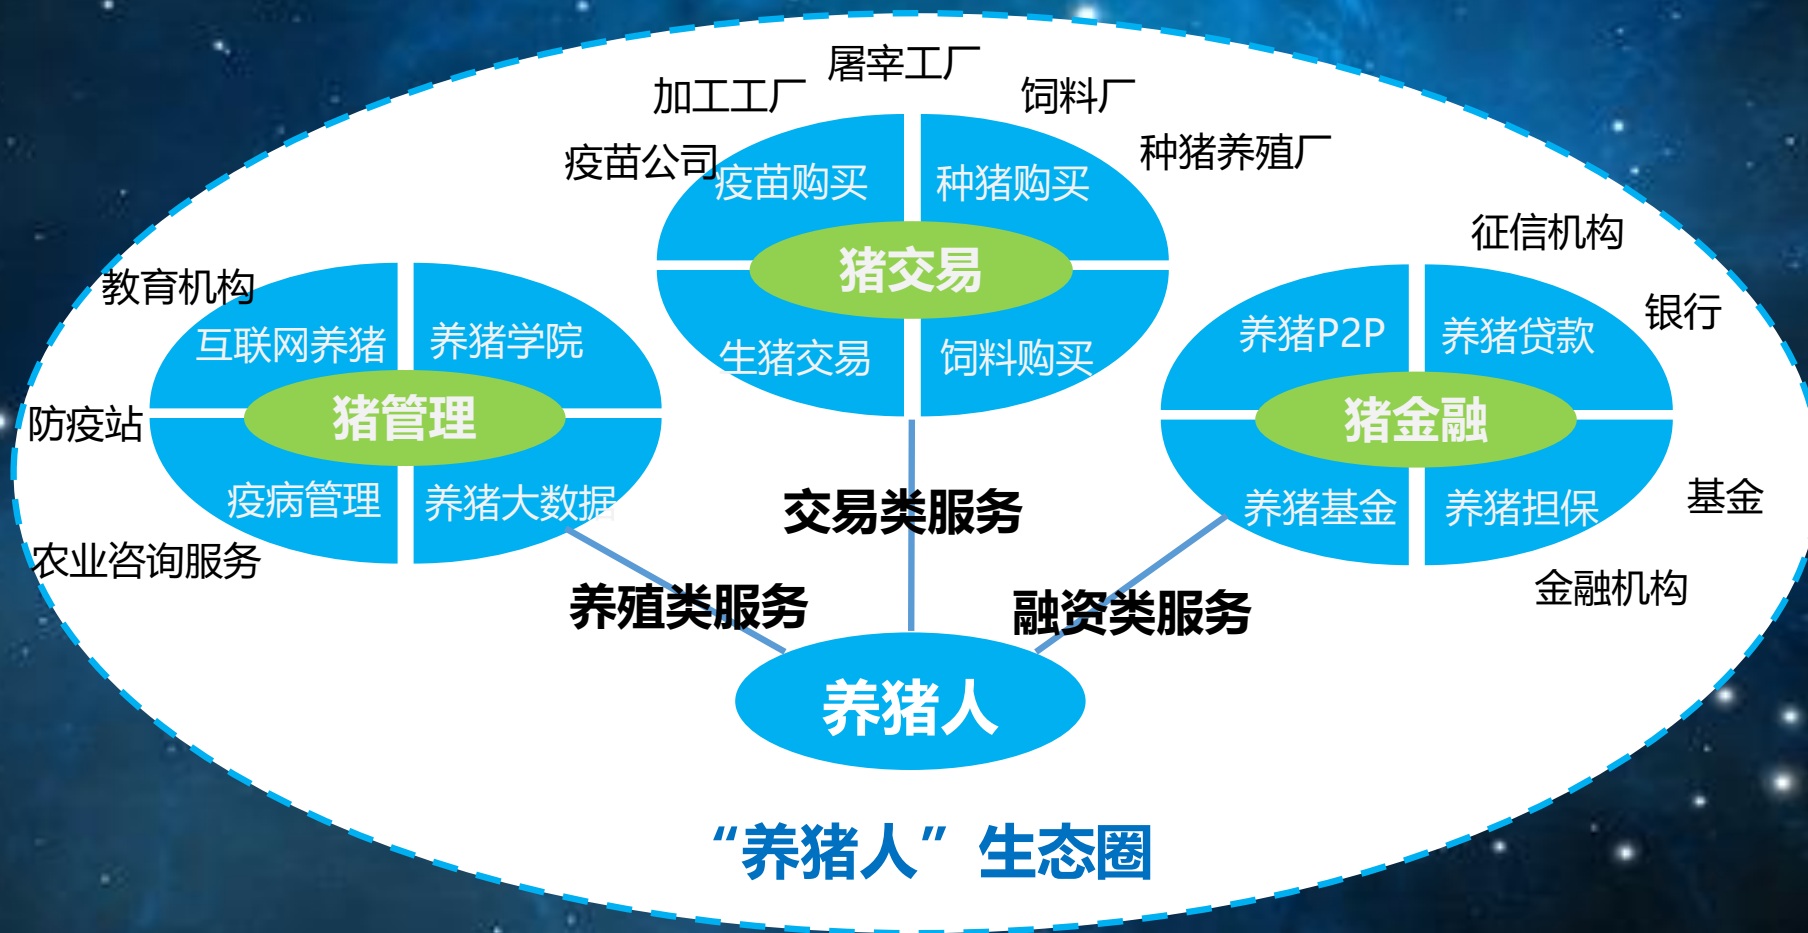 屠宰工厂
加工工厂
饲料厂
疫苗公司
种猪养殖厂
疫苗购买
种猪购买
猪交易
生猪交易
饲料购买
教育机构
互联网养猪
养猪学院
防疫站
猪管理
疫病管理
养猪大数据
农业咨询服务
征信机构
银行
养猪P2P
养猪贷款
猪金融
养猪基金
养猪担保
基金
金融机构
交易类服务
养殖类服务
融资类服务
养猪人
“养猪人”生态圈